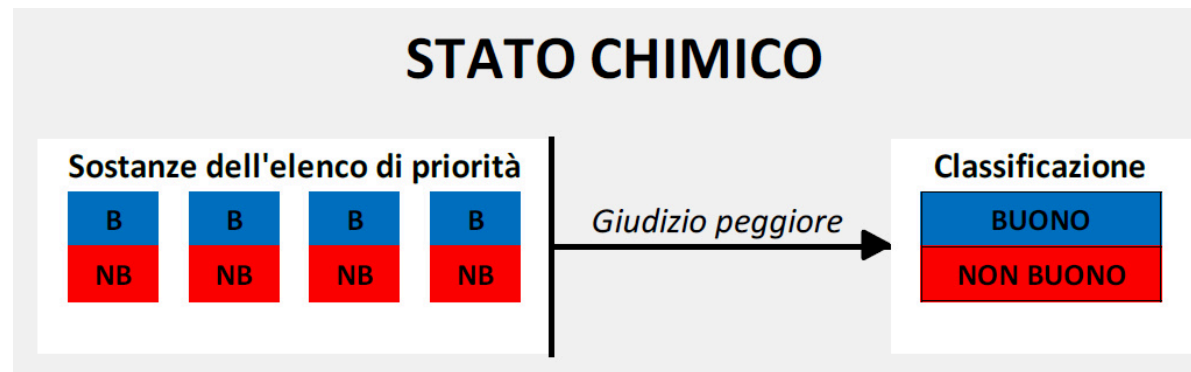 STATO CHIMICO
Sostanze dell'elenco di priorità
B B B B
NB NB NB NB
Giudizio peggiore
Classificazione
BUONO
NON BUONO